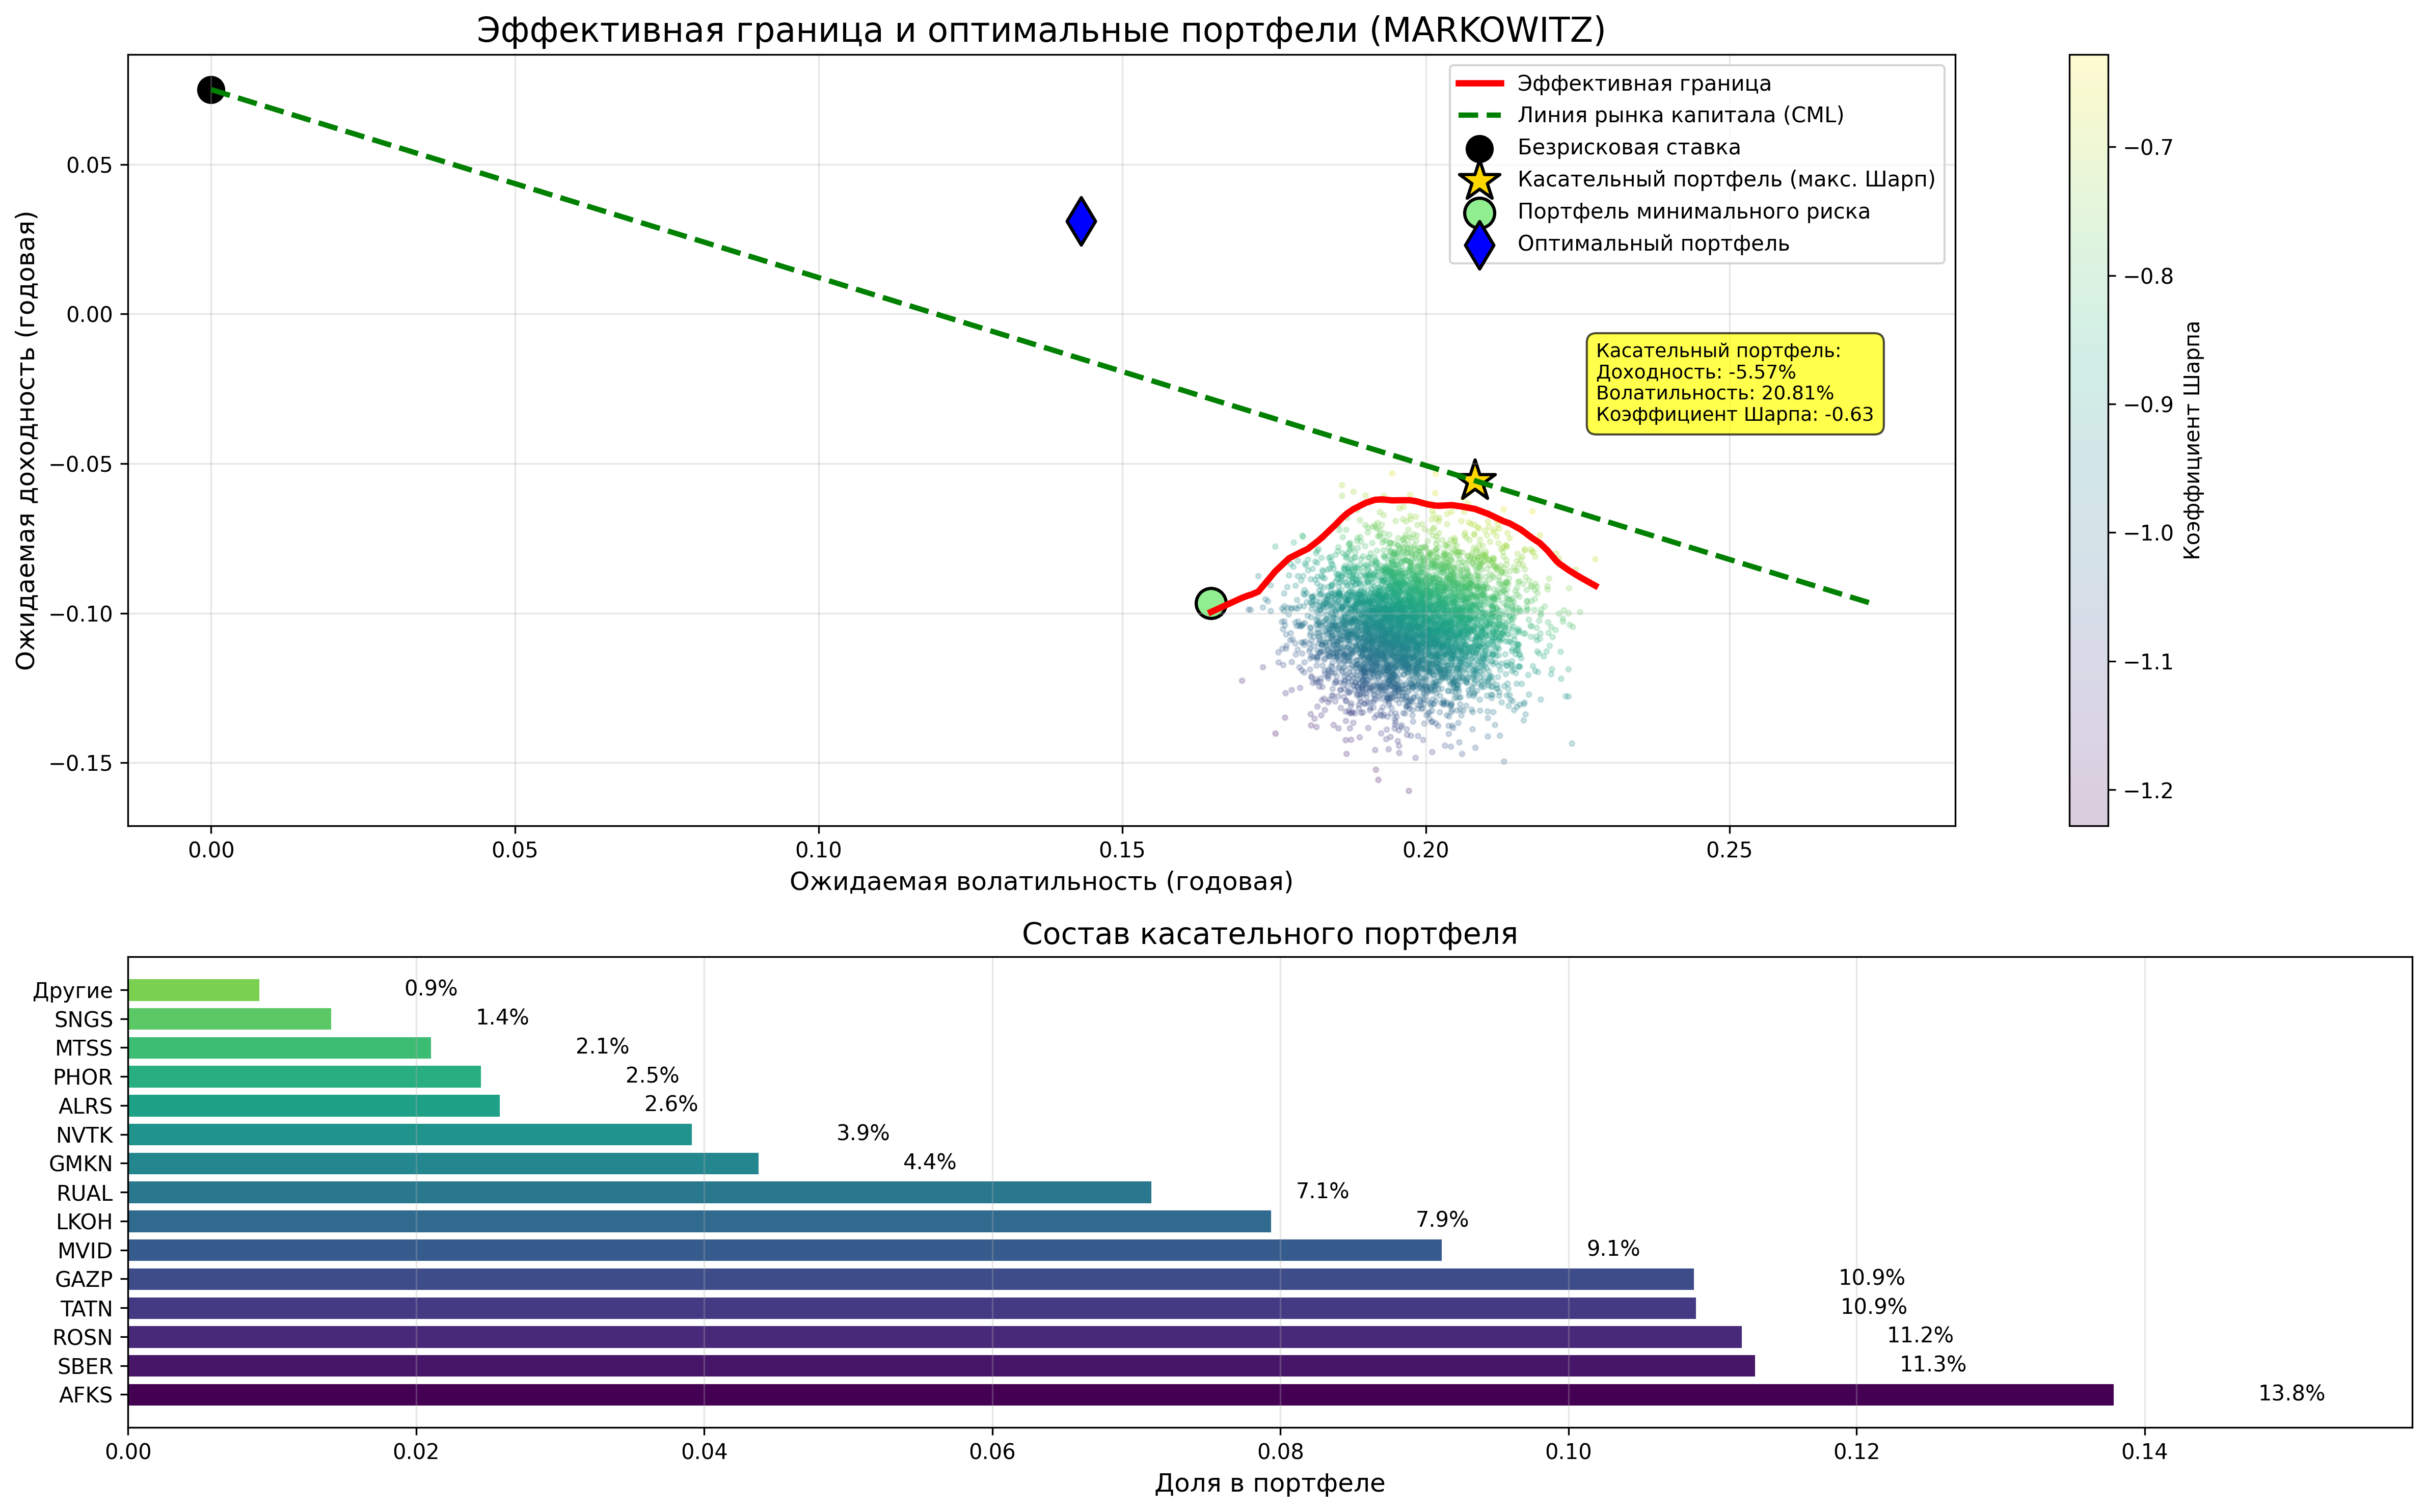 Эффективная граница и оптимальные портфели (MARKOWITZ)
Эффективная граница
Линия рынка капитала (CML)
Безрисковая ставка
Касательный портфель (макс. Шарп)
Портфель минимального риска
Оптимальный портфель
Касательный портфель:
Доходность: -5.57%
Волатильность: 20.81%
Коэффициент Шарпа: -0.63
Ожидаемая доходность (годовая)
0.05
0.00
−0.05
−0.10
−0.15
0.00 0.05 0.10 0.15 0.20 0.25
Ожидаемая волатильность (годовая)
−0.7
−0.8
−0.9
−1.0
−1.1
−1.2
Коэффициент Шарпа
Состав касательного портфеля
Другие 0.9%
SNGS 1.4%
MTSS 2.1%
PHOR 2.5%
ALRS 2.6%
NVTK 3.9%
GMKN 4.4%
RUAL 7.1%
LKOH 7.9%
MVID 9.1%
GAZP 10.9%
TATN 10.9%
ROSN 11.2%
SBER 11.3%
AFKS 13.8%
0.00 0.02 0.04 0.06 0.08 0.10 0.12 0.14
Доля в портфеле